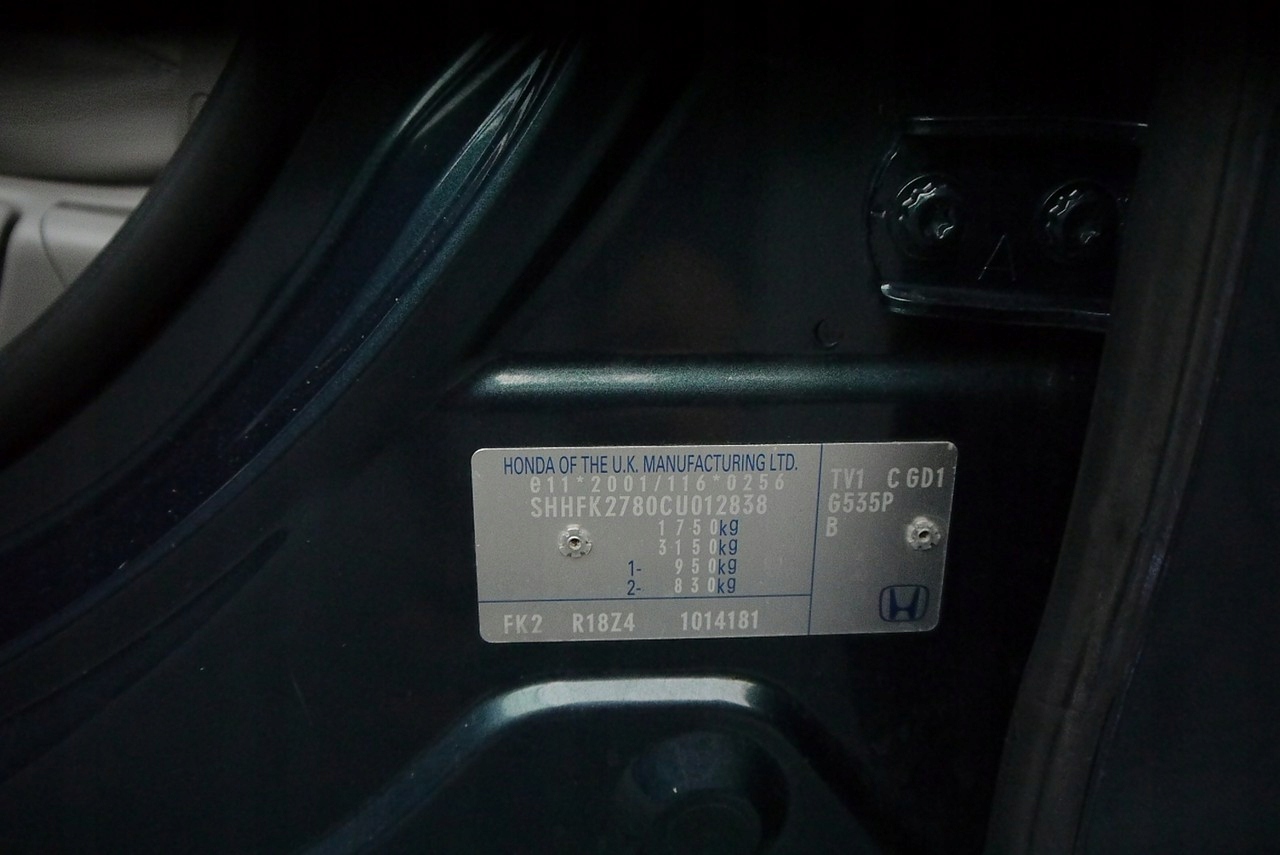 HONDA OF THE U.K. MANUFACTURING LTD.
e11*2001/116*0256
SHHFK2780CU012838
1750kg
3150kg
1- 950kg
2- 830kg
FK2 R18Z4 1014181
TV1 C GD1
G535P
B
A